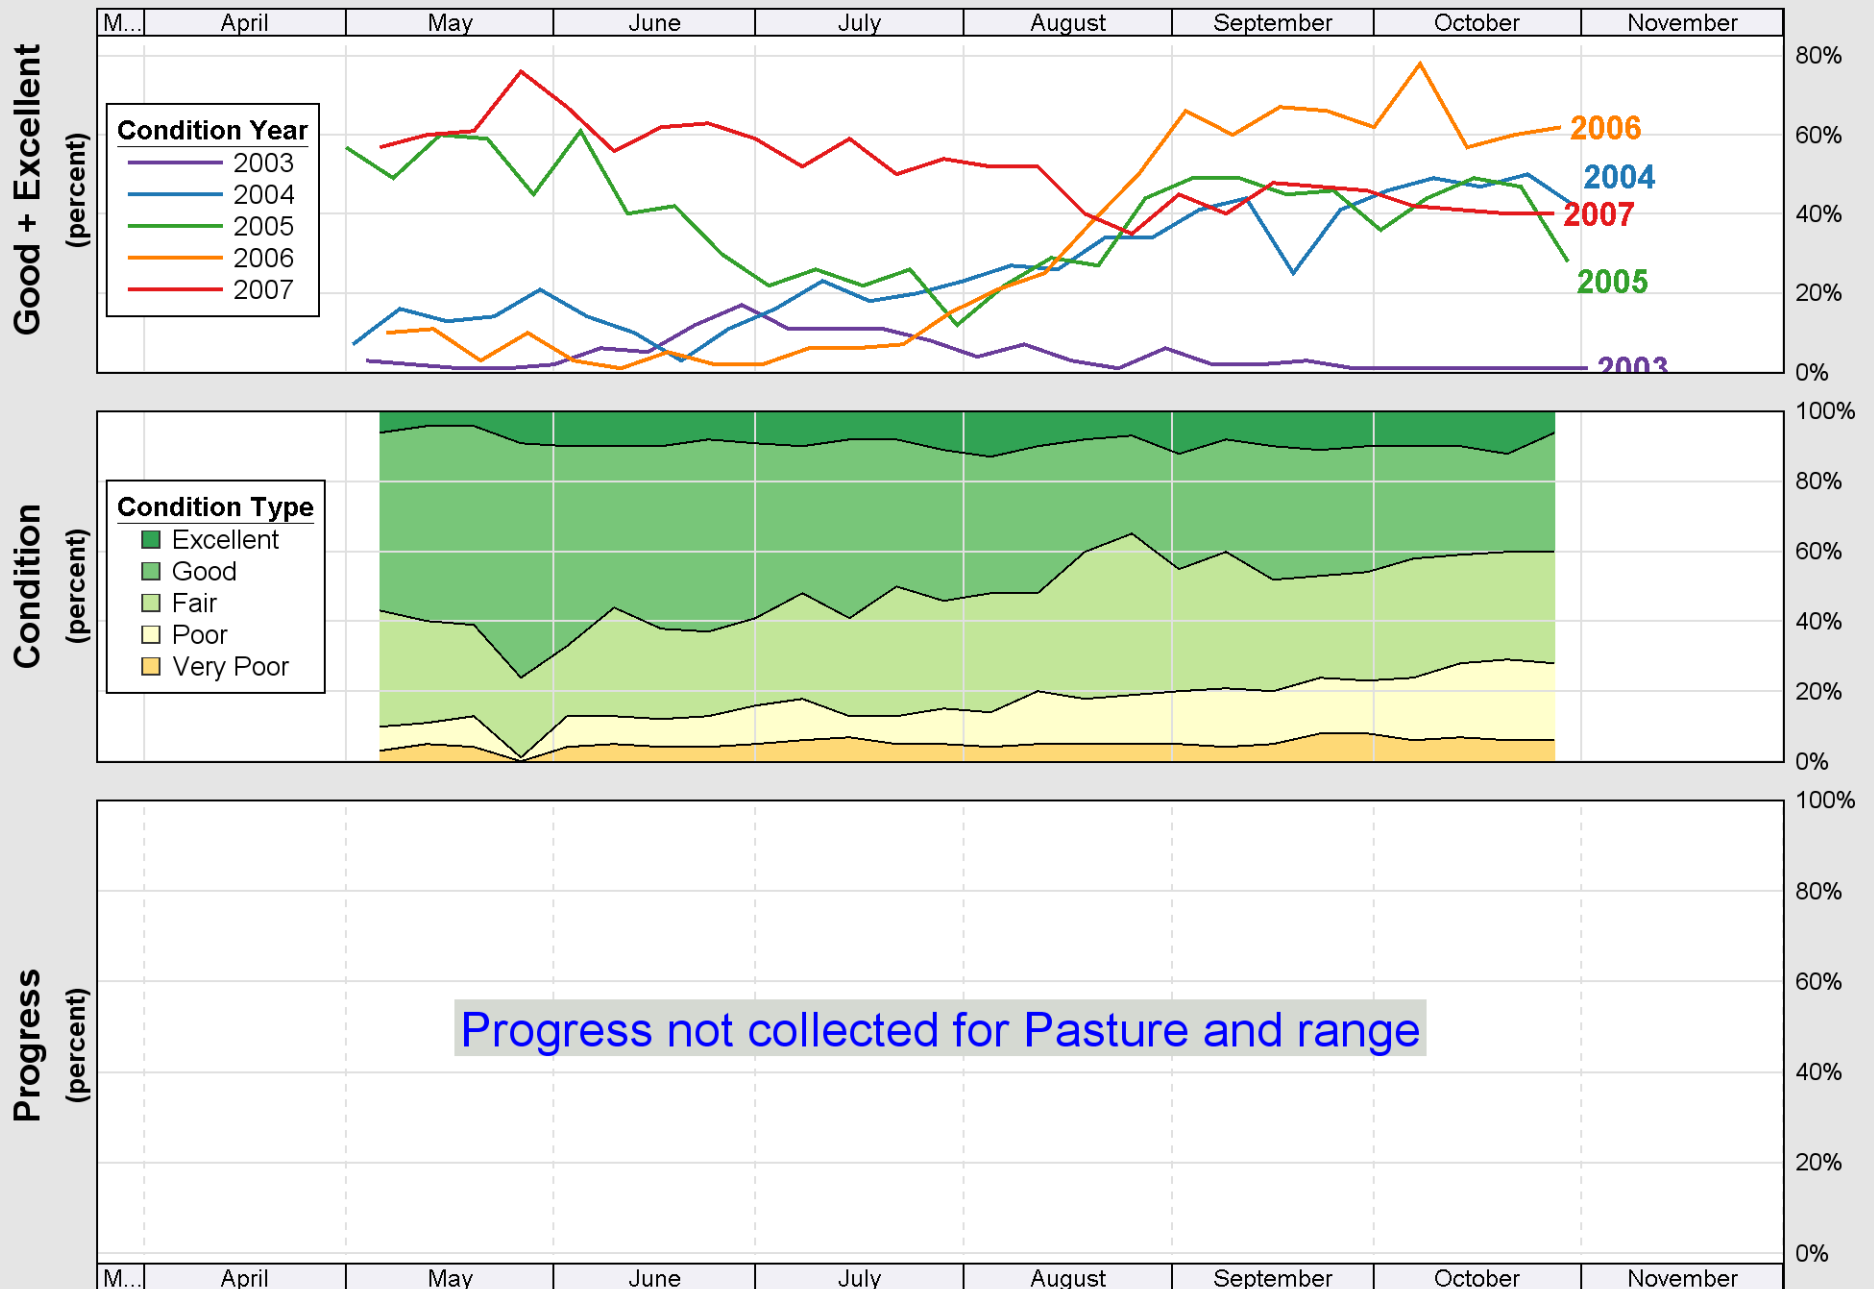 M... April May June July August September October November
Good + Excellent
(percent)
80%
60%
40%
20%
0%
Condition Year
2003
2004
2005
2006
2007
2006
2004
2007
2005
2003
Condition
(percent)
100%
80%
60%
40%
20%
0%
Condition Type
Excellent
Good
Fair
Poor
Very Poor
Progress
(percent)
100%
80%
60%
40%
20%
0%
Progress not collected for Pasture and range
M... April May June July August September October November